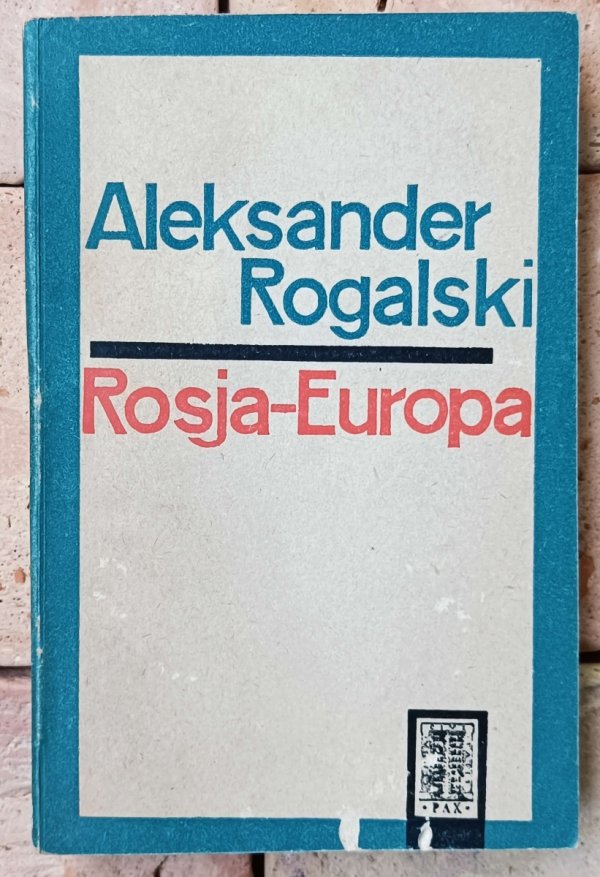 Aleksander
Rogalski
Rosja-Europa
• PAX •